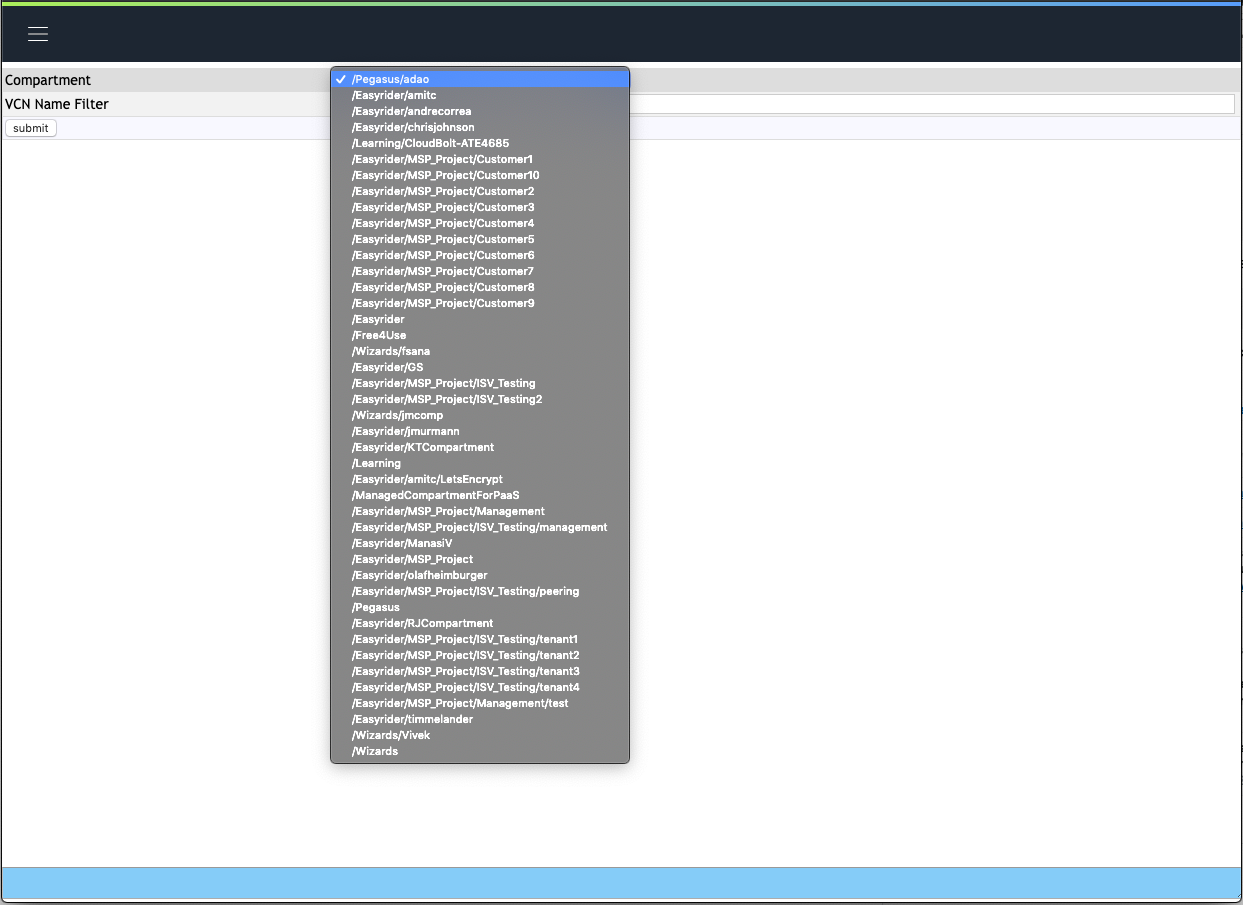 Compartment
/Pegasus/adao
/Easyrider/amitc
VCN Name Filter
/Easyrider/andrecorrea
submit
/Easyrider/chrisjohnson
/Learning/CloudBolt-ATE4685
/Easyrider/MSP_Project/Customer1
/Easyrider/MSP_Project/Customer10
/Easyrider/MSP_Project/Customer2
/Easyrider/MSP_Project/Customer3
/Easyrider/MSP_Project/Customer4
/Easyrider/MSP_Project/Customer5
/Easyrider/MSP_Project/Customer6
/Easyrider/MSP_Project/Customer7
/Easyrider/MSP_Project/Customer8
/Easyrider/MSP_Project/Customer9
/Easyrider
/Free4Use
/Wizards/fsana
/Easyrider/GS
/Easyrider/MSP_Project/ISV_Testing
/Easyrider/MSP_Project/ISV_Testing2
/Wizards/jmcomp
/Easyrider/jmurmann
/Easyrider/KTCompartment
/Learning
/Easyrider/amitc/LetsEncrypt
/ManagedCompartmentForPaaS
/Easyrider/MSP_Project/Management
/Easyrider/MSP_Project/ISV_Testing/management
/Easyrider/ManasiV
/Easyrider/MSP_Project
/Easyrider/olafheimburger
/Easyrider/MSP_Project/ISV_Testing/peering
/Pegasus
/Easyrider/RJCompartment
/Easyrider/MSP_Project/ISV_Testing/tenant1
/Easyrider/MSP_Project/ISV_Testing/tenant2
/Easyrider/MSP_Project/ISV_Testing/tenant3
/Easyrider/MSP_Project/ISV_Testing/tenant4
/Easyrider/MSP_Project/Management/test
/Easyrider/timmelander
/Wizards/Vivek
/Wizards